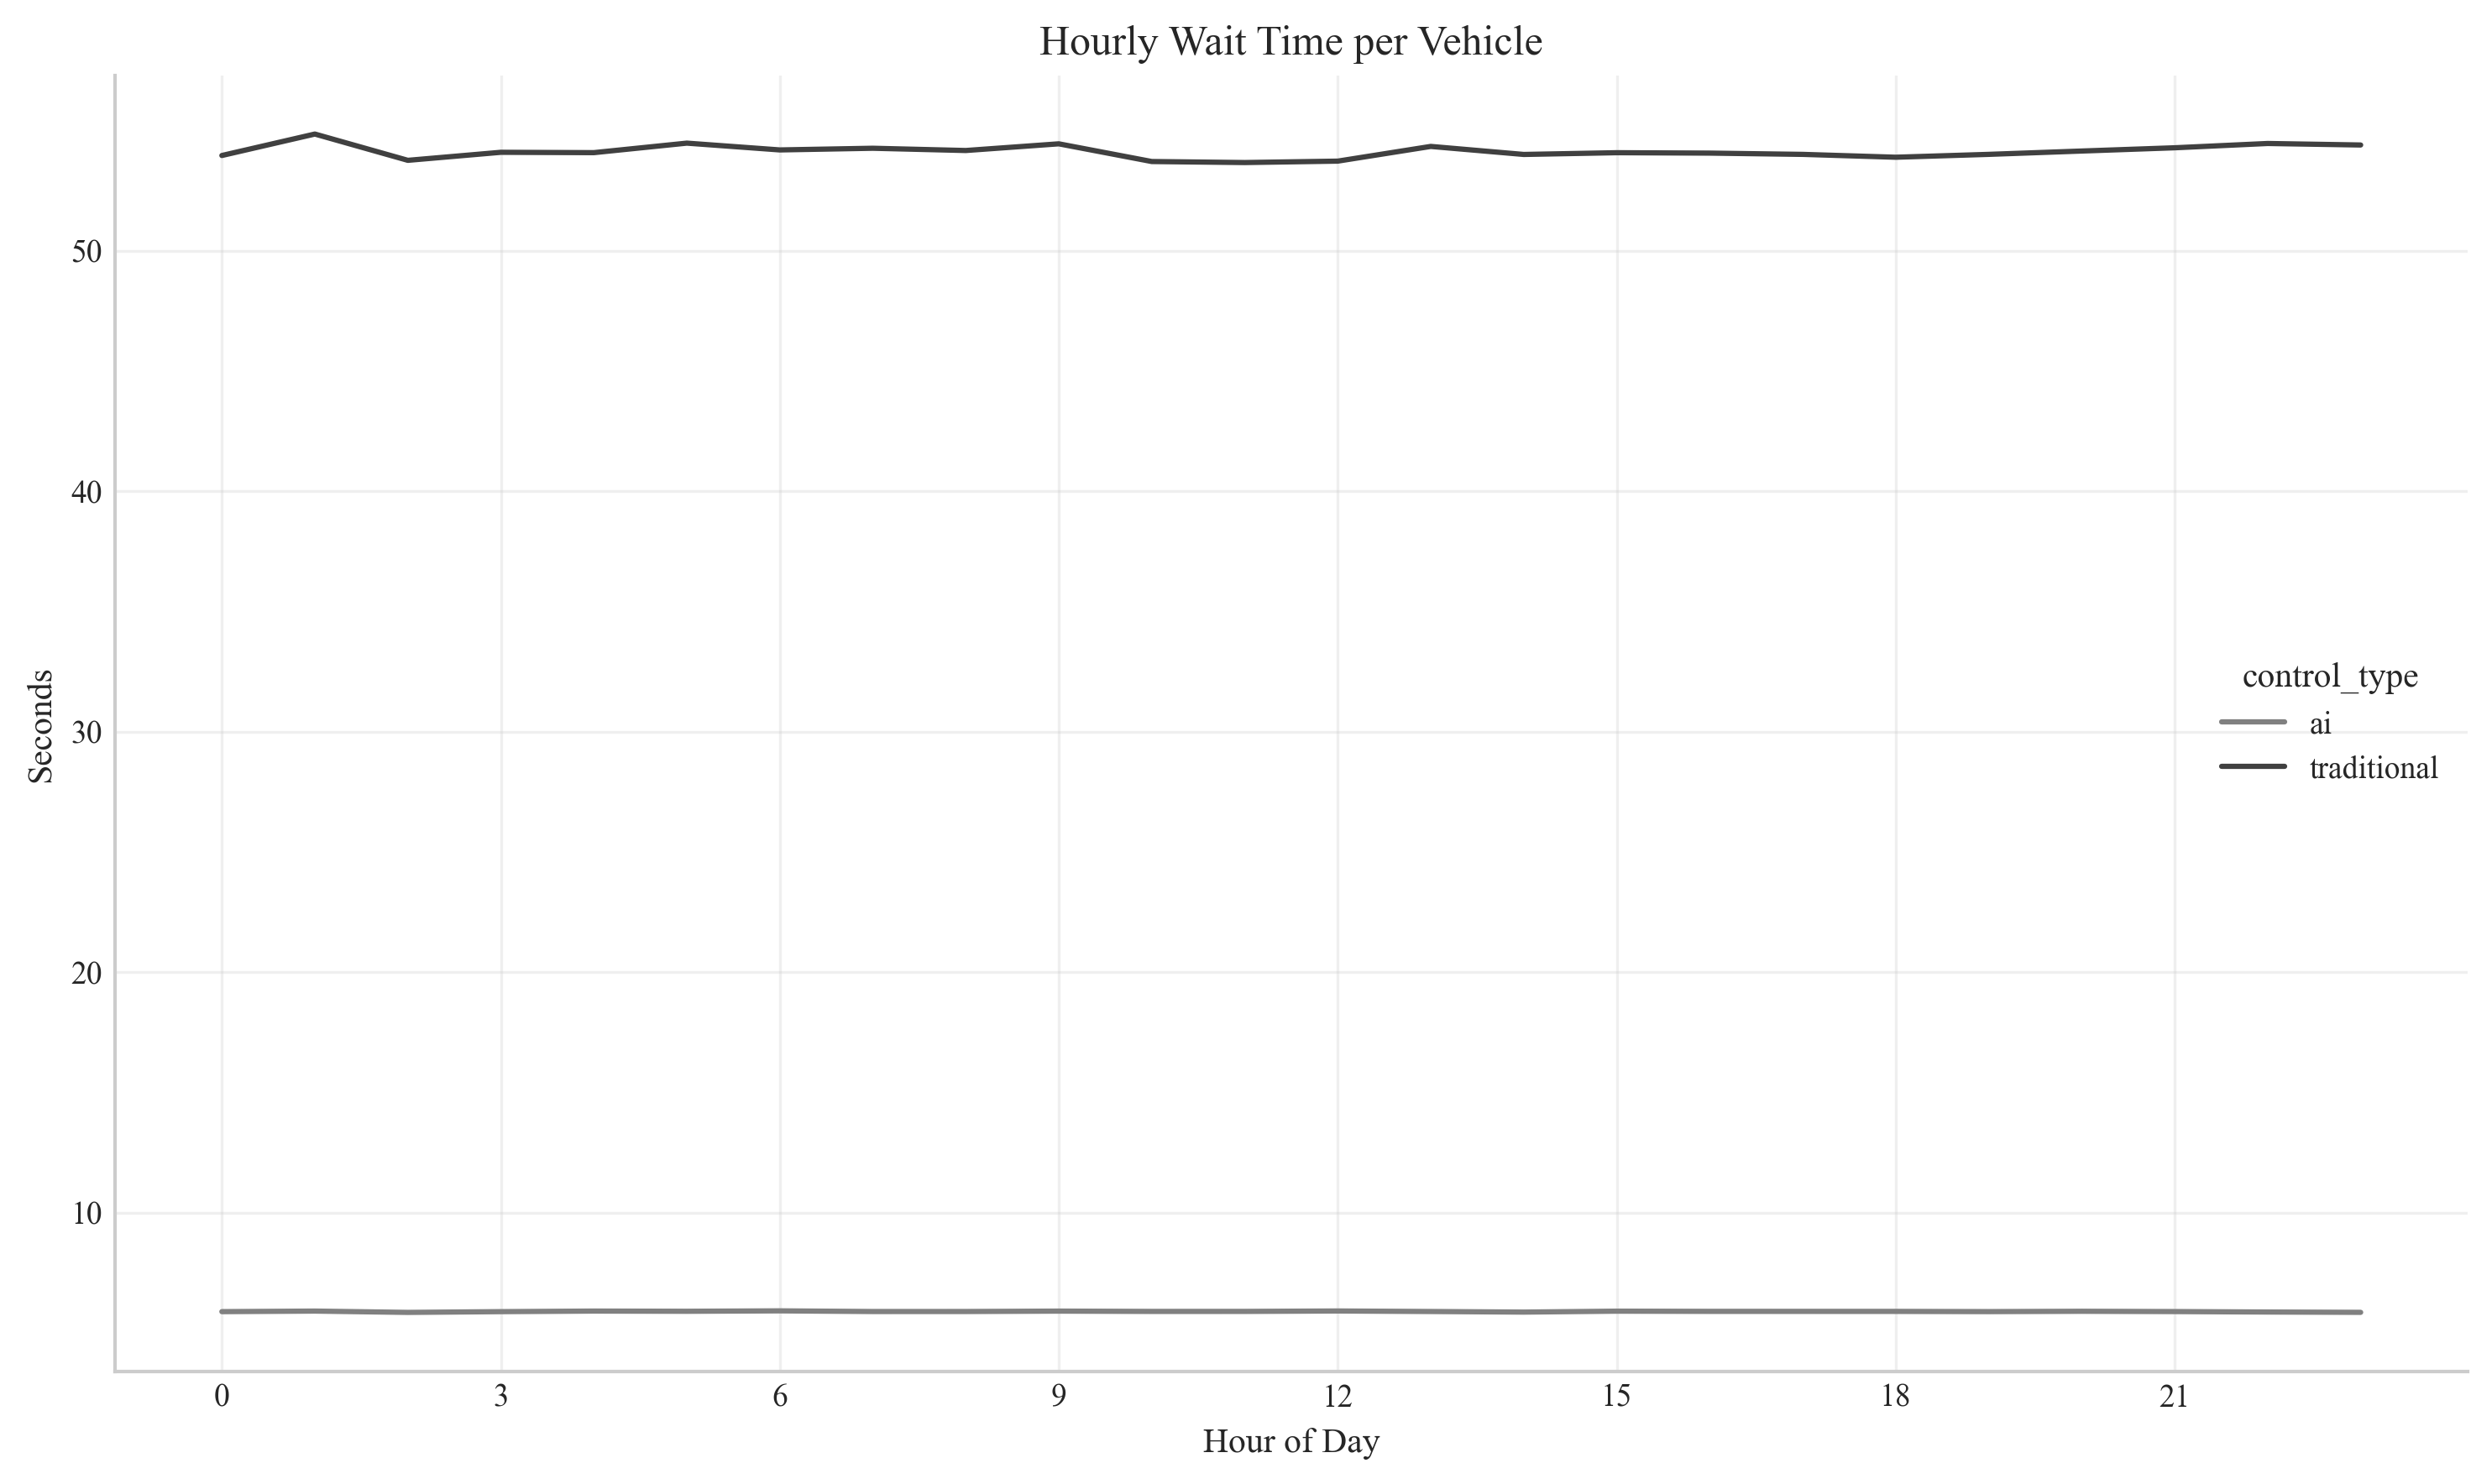 Hourly Wait Time per Vehicle
Seconds
50
40
30
20
10
control_type
ai
traditional
0 3 6 9 12 15 18 21
Hour of Day